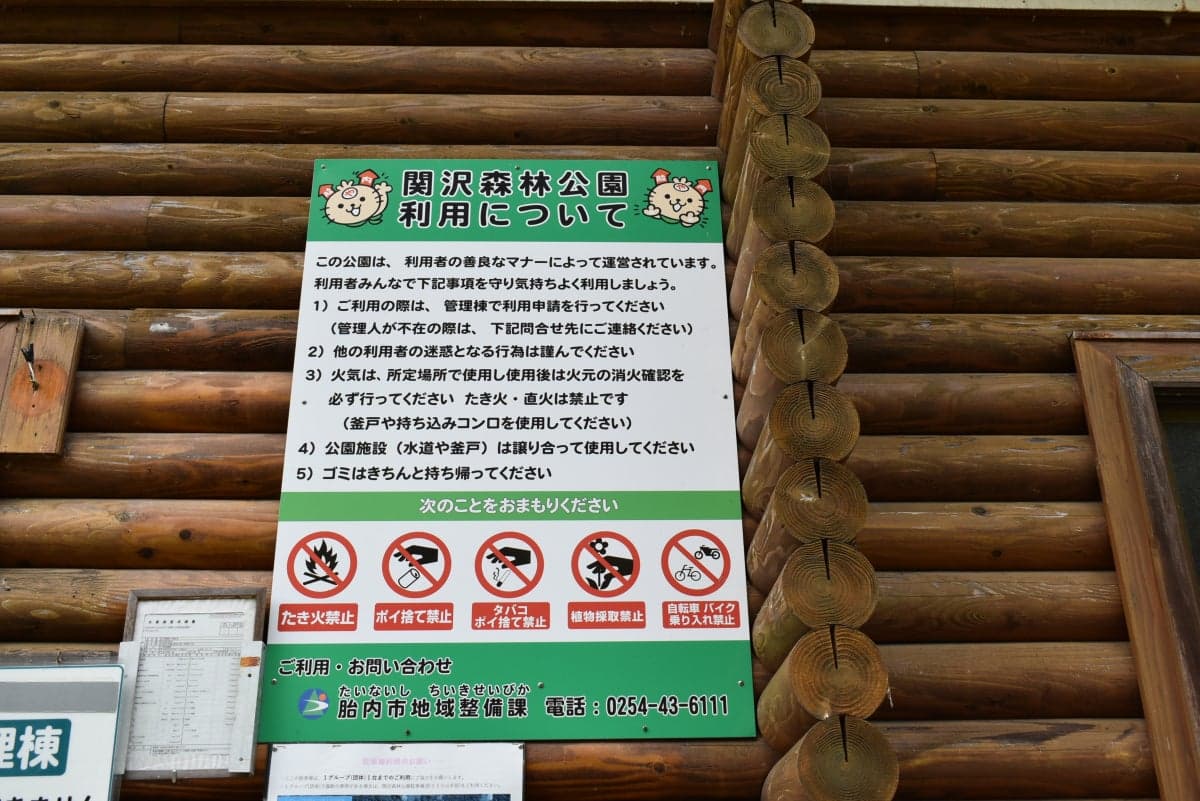 関沢森林公園
利用について
この公園は、利用者の善良なマナーによって運営されています。
利用者みんなで下記事項を守り気持ちよく利用しましょう。
1）ご利用の際は、管理棟で利用申請を行ってください
（管理人が不在の際は、下記問合せ先にご連絡ください）
2）他の利用者の迷惑となる行為は謹んでください
3）火気は、所定場所で使用し使用後は火元の消火確認を
必ず行ってください たき火・直火は禁止です
（釜戸や持ち込みコンロを使用してください）
4）公園施設（水道や釜戸）は譲り合って使用してください
5）ゴミはきちんと持ち帰ってください
次のことをおまもりください
たき火禁止
ポイ捨て禁止
タバコ
ポイ捨て禁止
植物採取禁止
自転車 バイク
乗り入れ禁止
ご利用・お問い合わせ
たいないし ちいきせいびか
胎内市地域整備課 電話：0254-43-6111
理棟
きません